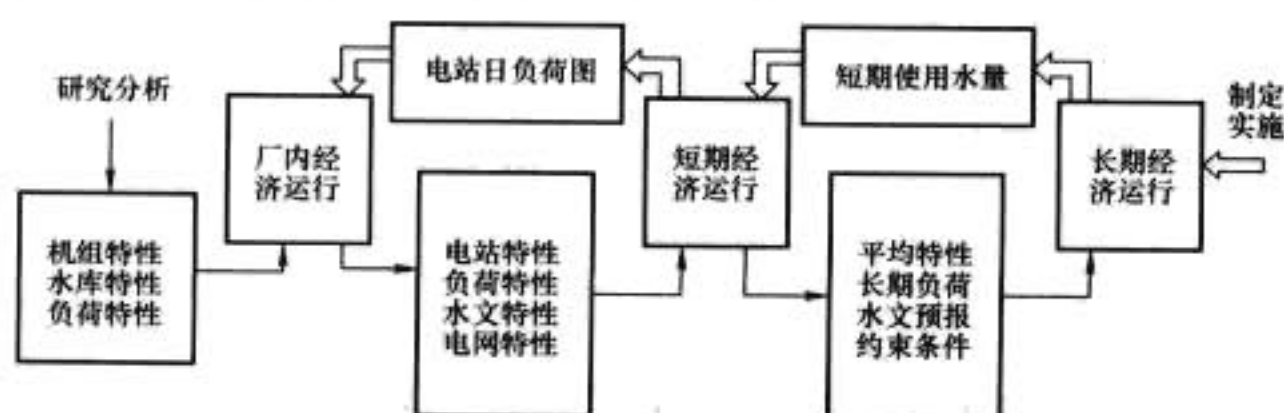 研究分析
机组特性
水库特性
负荷特性
厂内经
济运行
电站日负荷图
电站特性
负荷特性
水文特性
电网特性
短期经
济运行
短期使用水量
平均特性
长期负荷
水文预报
约束条件
长期经
济运行
制定
实施